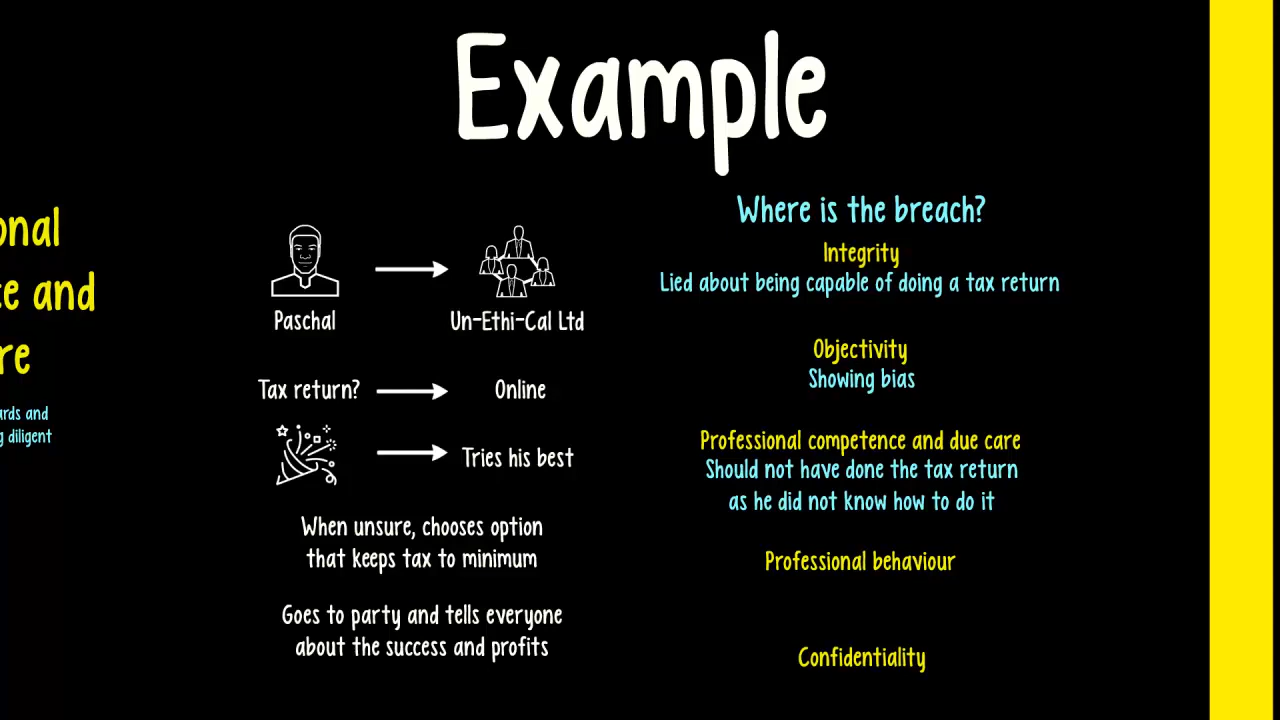 Example
onal
e and
re
ards and
g diligent
Paschal
Un-Ethi-Cal Ltd
Tax return?
Online
Tries his best
When unsure, chooses option
that keeps tax to minimum
Goes to party and tells everyone
about the success and profits
Where is the breach?
Integrity
Lied about being capable of doing a tax return
Objectivity
Showing bias
Professional competence and due care
Should not have done the tax return
as he did not know how to do it
Professional behaviour
Confidentiality